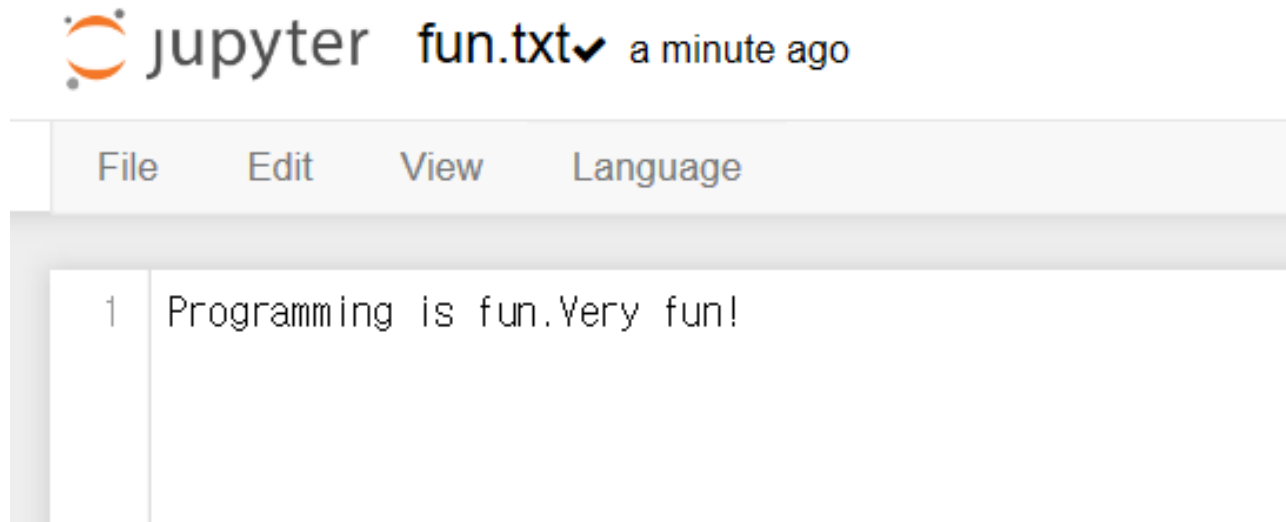 jupyter fun.txt✔ a minute ago
File Edit View Language
1 Programming is fun.Very fun!